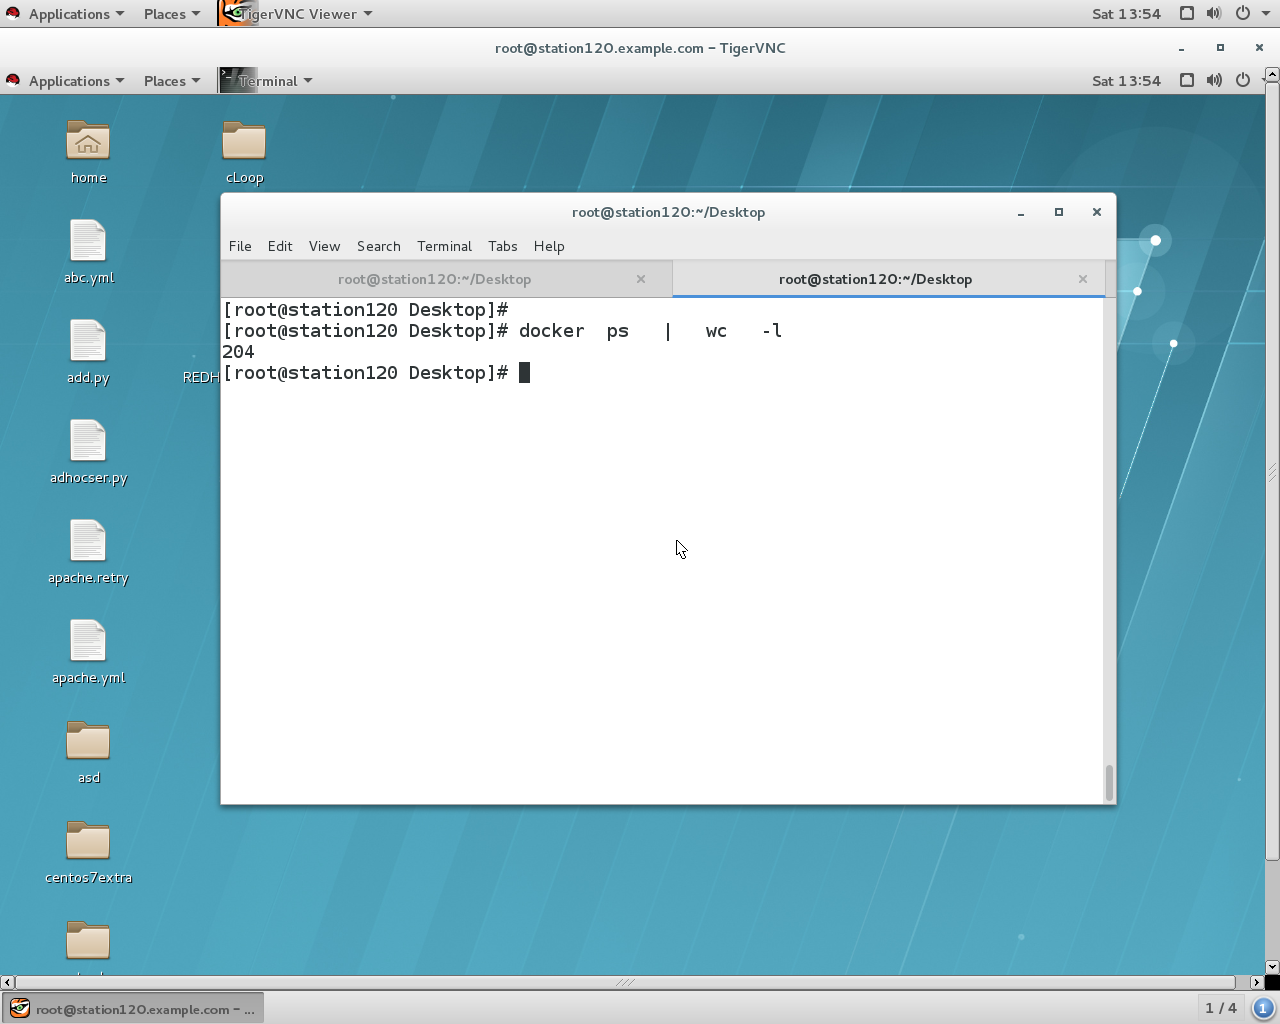 Applications Places TigerVNC Viewer Sat 13:54
root@station120.example.com - TigerVNC
Applications Places Terminal Sat 13:54
home cLoop
abc.yml
add.py REDH
adhocser.py
apache.retry
apache.yml
asd
centos7extra
root@station120:~/Desktop
File Edit View Search Terminal Tabs Help
root@station120:~/Desktop root@station120:~/Desktop
[root@station120 Desktop]#
[root@station120 Desktop]# docker  ps   |   wc   -l
204
[root@station120 Desktop]#
root@station120.example.com - ... 1 / 4 1